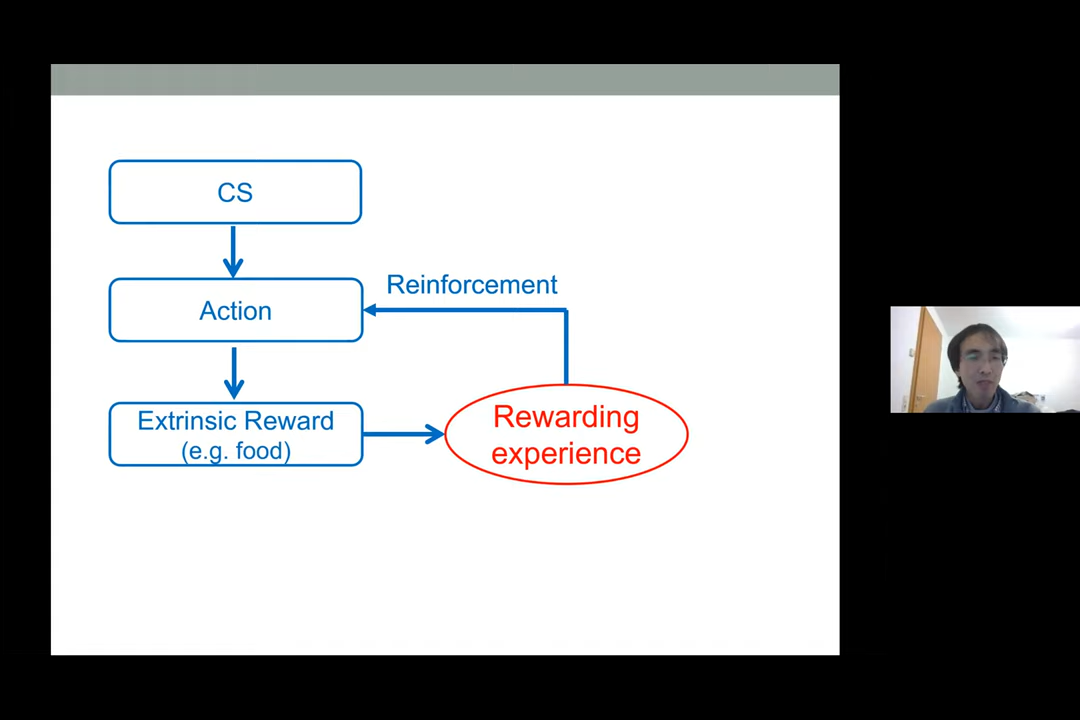 CS
Action
Reinforcement
Extrinsic Reward
(e.g. food)
Rewarding
experience